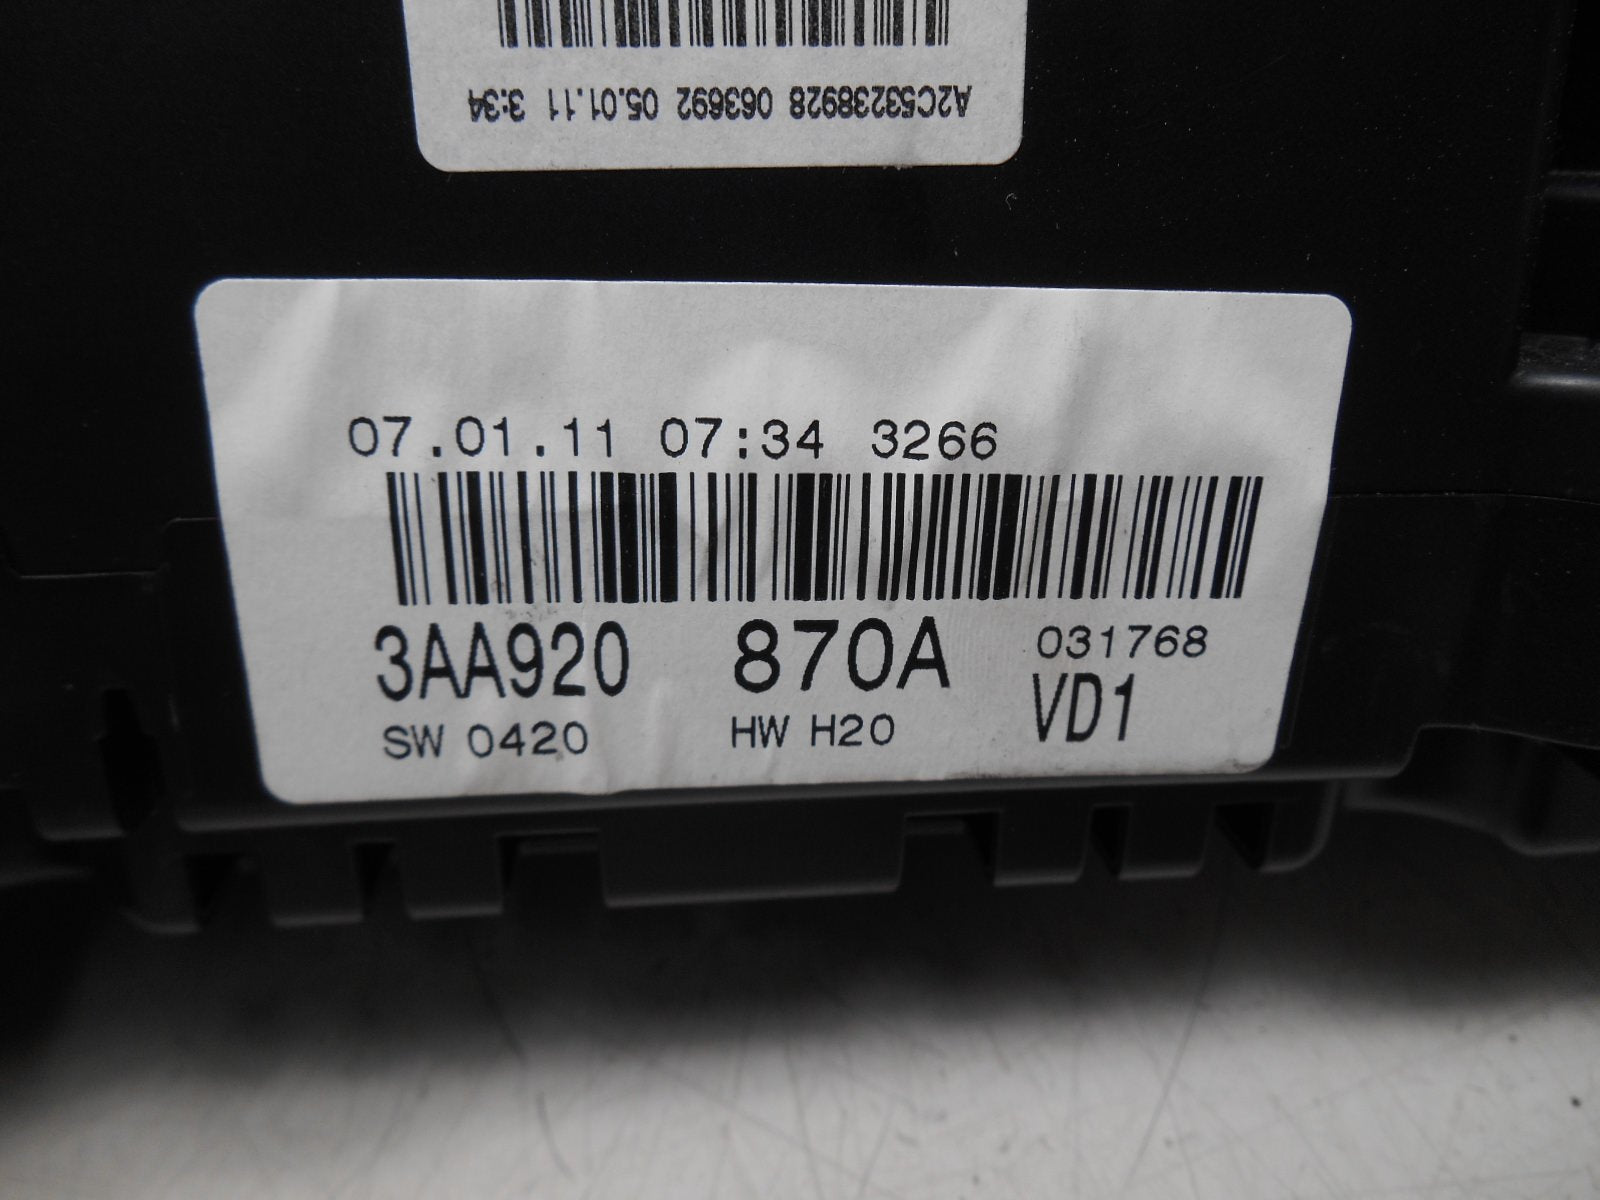 A2C53238928 063692 05.01.11 3:34
07.01.11 07:34 3266
3AA920 870A 031768
SW 0420 HW H20 VD1